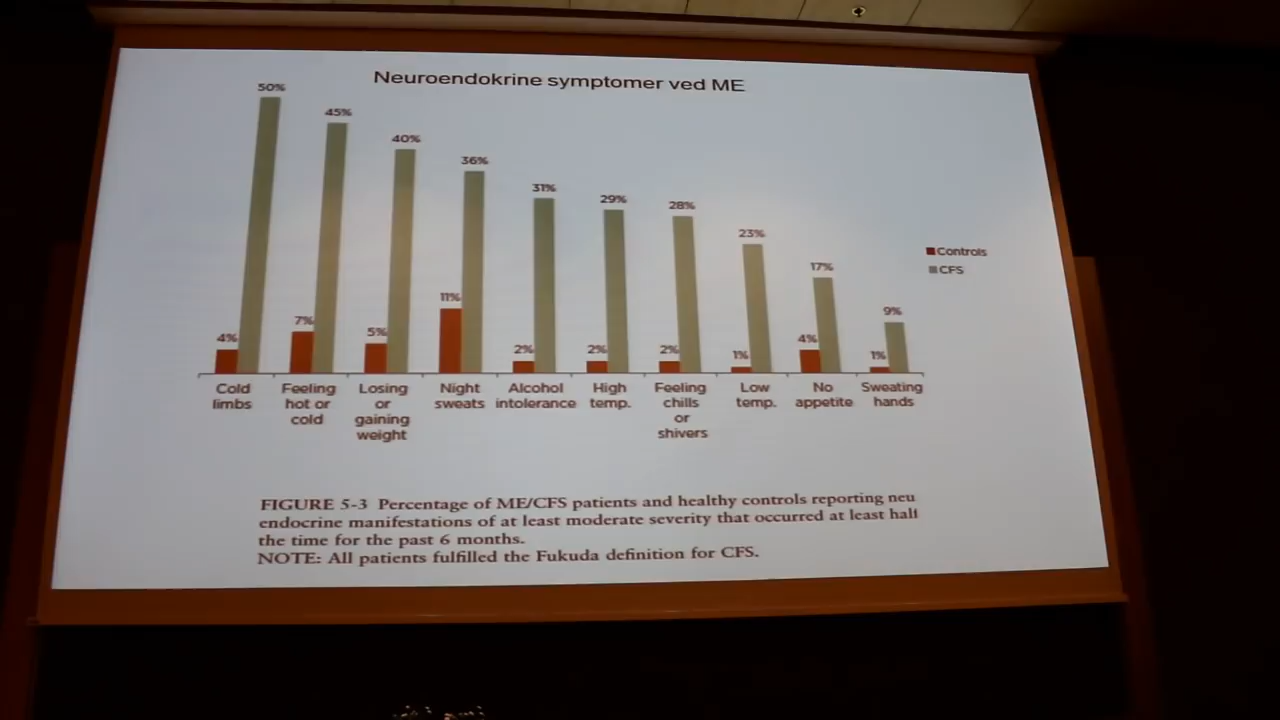 Neuroendokrine symptomer ved ME
50%
45%
40%
36%
31%
29%
28%
23%
17%
9%
4%
7%
5%
11%
2%
2%
2%
1%
4%
1%
Controls
CFS
Cold
limbs
Feeling
hot or
cold
Losing
or
gaining
weight
Night
sweats
Alcohol
intolerance
High
temp.
Feeling
chills
or
shivers
Low
temp.
No
appetite
Sweating
hands
FIGURE 5-3 Percentage of ME/CFS patients and healthy controls reporting neu
endocrine manifestations of at least moderate severity that occurred at least half
the time for the past 6 months.
NOTE: All patients fulfilled the Fukuda definition for CFS.